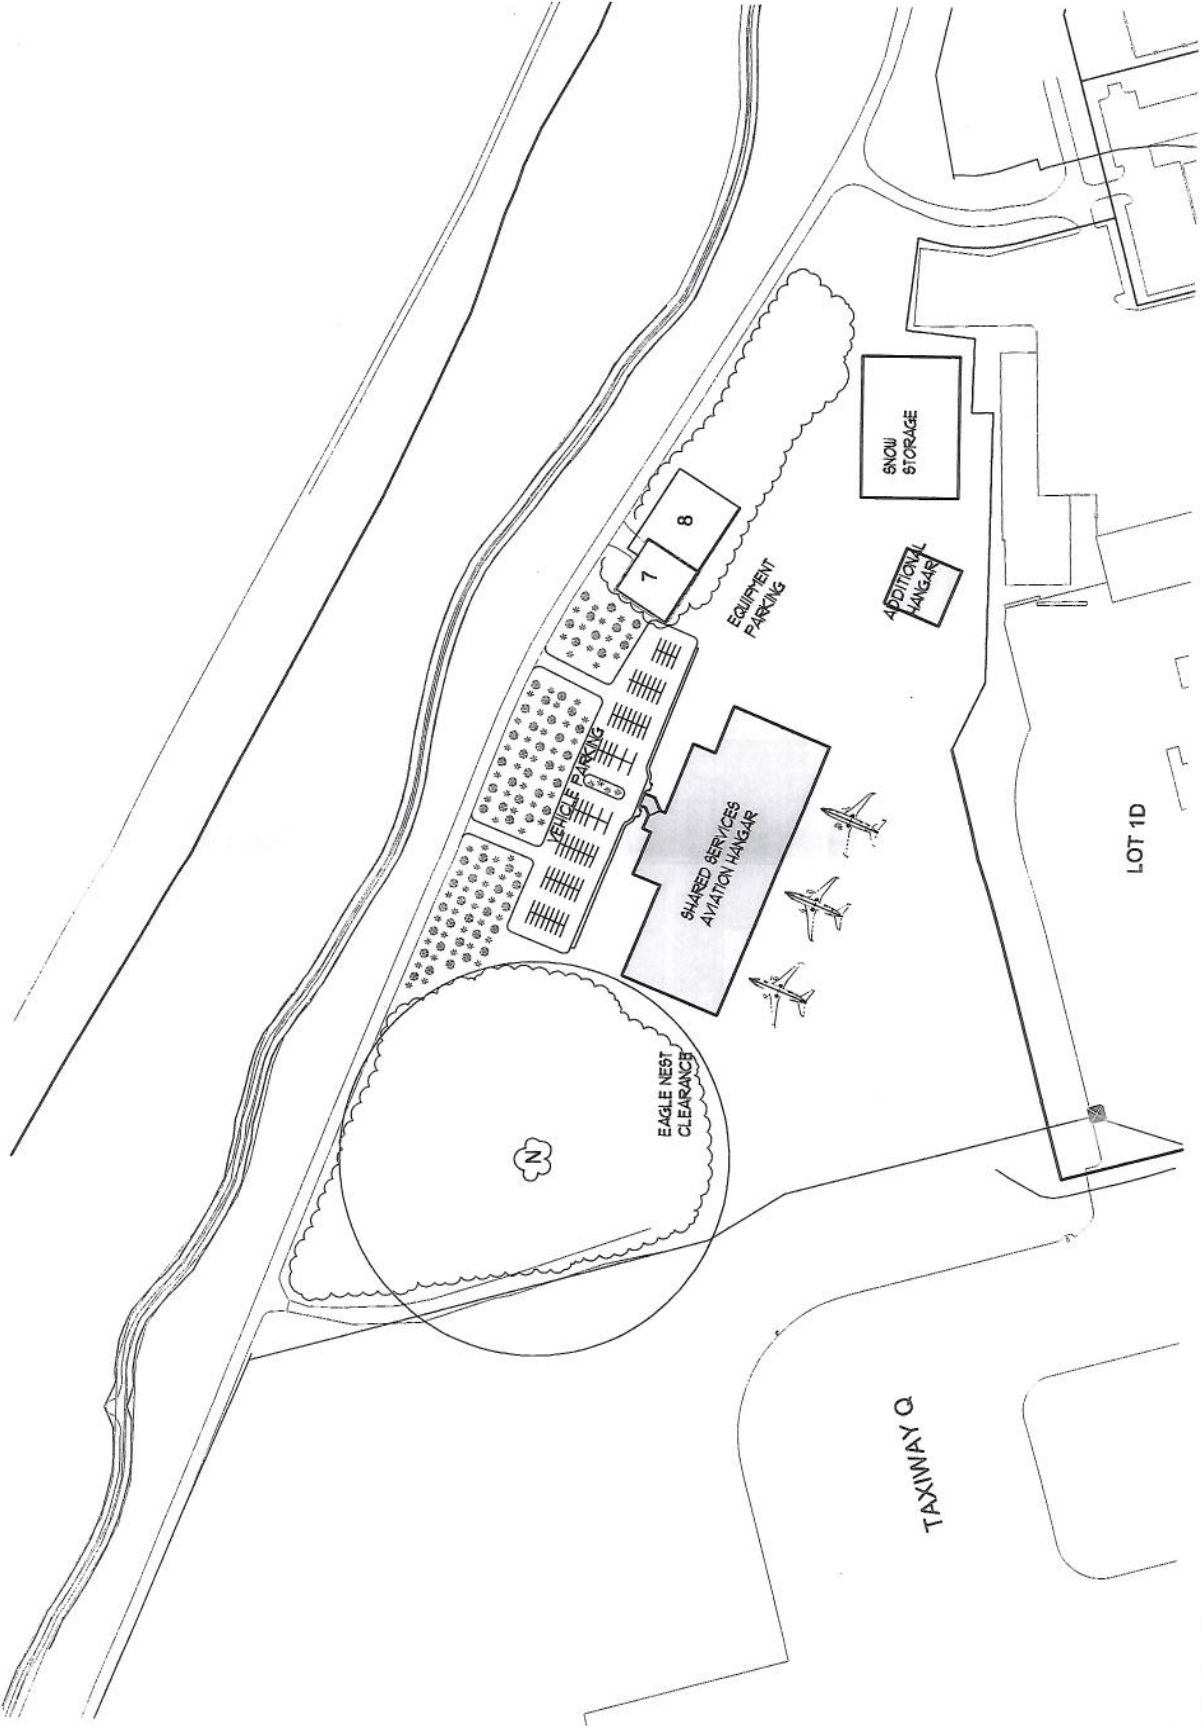 SNOW
STORAGE
8
7
ADDITIONAL
HANGAR
EQUIPMENT
PARKING
VEHICLE PARKING
SHARED SERVICES
AVIATION HANGAR
LOT 1D
EAGLE NEST
CLEARANCE
N
TAXIWAY Q